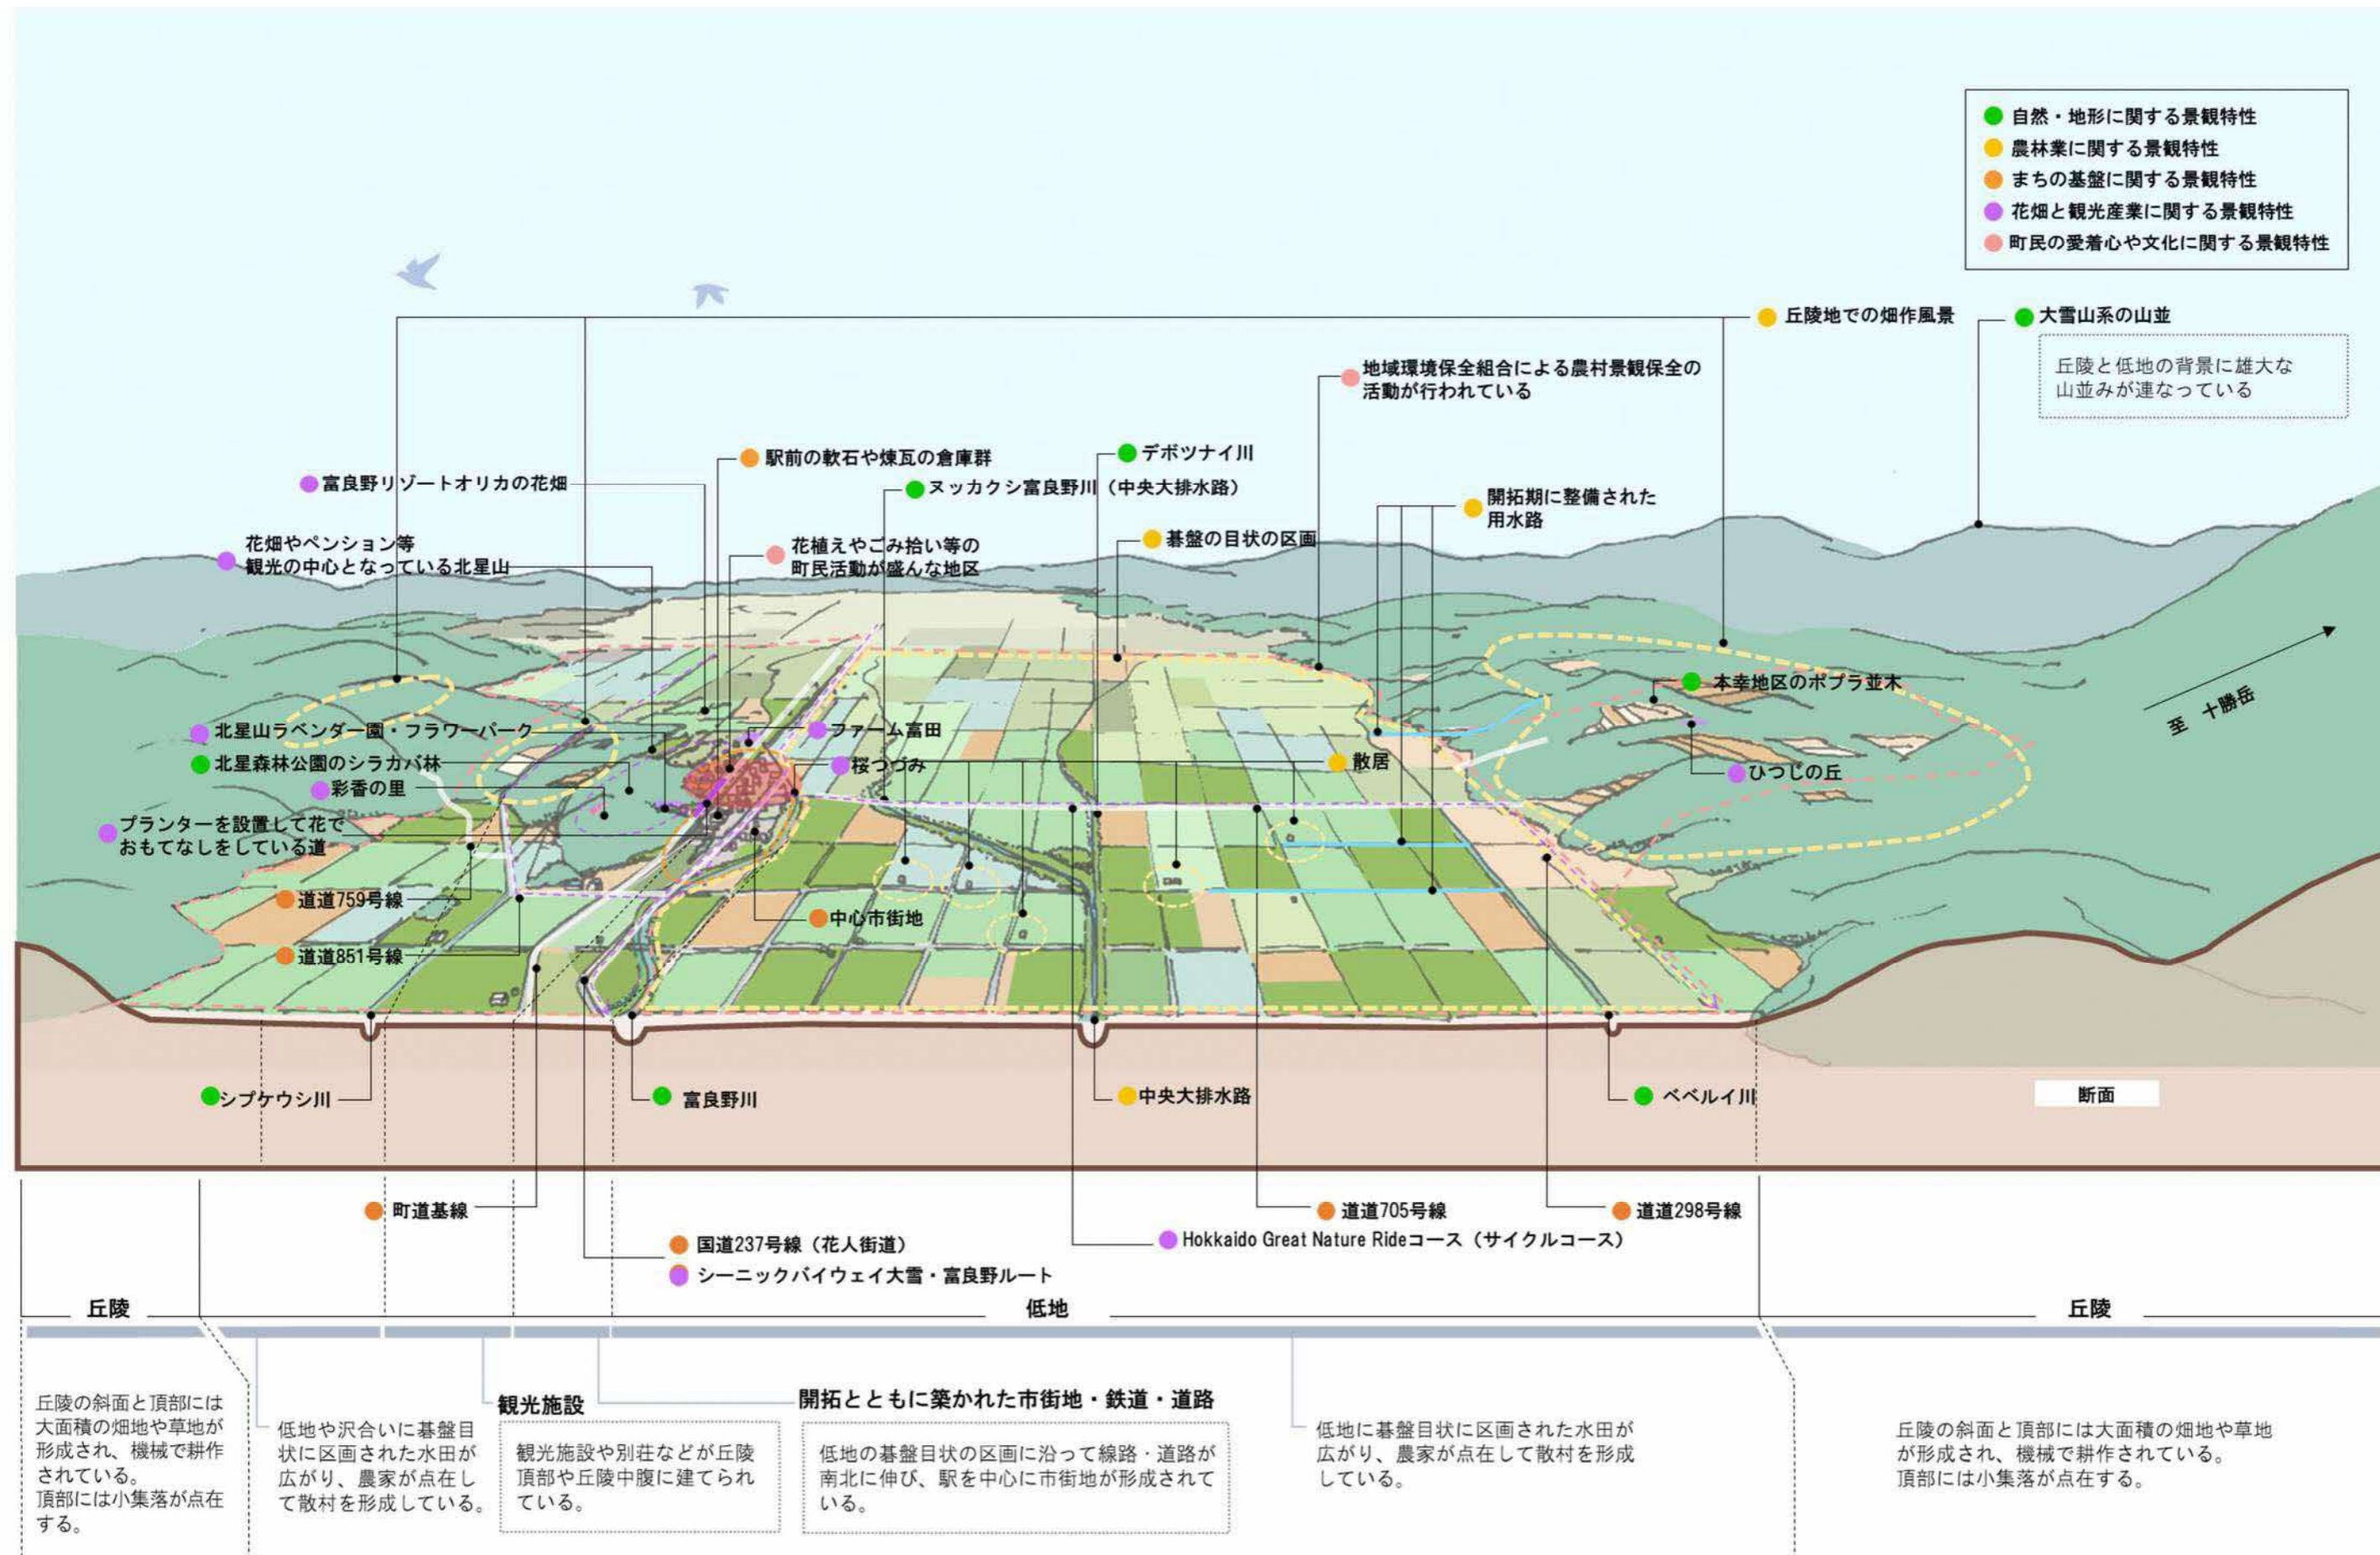 自然・地形に関する景観特性
農林業に関する景観特性
まちの基盤に関する景観特性
花畑と観光産業に関する景観特性
町民の愛着心や文化に関する景観特性
丘陵地での畑作風景
大雪山系の山並
丘陵と低地の背景に雄大な
山並みが連なっている
地域環境保全組合による農村景観保全の
活動が行われている
駅前の軟石や煉瓦の倉庫群
デボツナイ川
富良野リゾートオリカの花畑
ヌッカクシ富良野川（中央大排水路）
開拓期に整備された
用水路
花畑やペンション等
観光の中心となっている北星山
花植えやごみ拾い等の
町民活動が盛んな地区
碁盤の目状の区画
本幸地区のポプラ並木
至 十勝岳
北星山ラベンダー園・フラワーパーク
ファーム富田
北星森林公園のシラカバ林
桜つづみ
散居
ひつじの丘
彩香の里
プランターを設置して花で
おもてなしをしている道
道道759号線
中心市街地
道道851号線
シブケウシ川
富良野川
中央大排水路
ベベルイ川
断面
町道基線
道道705号線
道道298号線
国道237号線（花人街道）
Hokkaido Great Nature Rideコース（サイクルコース）
シーニックバイウェイ大雪・富良野ルート
丘陵
低地
丘陵
丘陵の斜面と頂部には
大面積の畑地や草地が
形成され、機械で耕作
されている。
頂部には小集落が点在
する。
低地や沢合いに碁盤目
状に区画された水田が
広がり、農家が点在し
て散村を形成している。
観光施設
観光施設や別荘などが丘陵
頂部や丘陵中腹に建てられ
ている。
開拓とともに築かれた市街地・鉄道・道路
低地の碁盤目状の区画に沿って線路・道路が
南北に伸び、駅を中心に市街地が形成されて
いる。
低地に碁盤目状に区画された水田が
広がり、農家が点在して散村を形成
している。
丘陵の斜面と頂部には大面積の畑地や草地
が形成され、機械で耕作されている。
頂部には小集落が点在する。